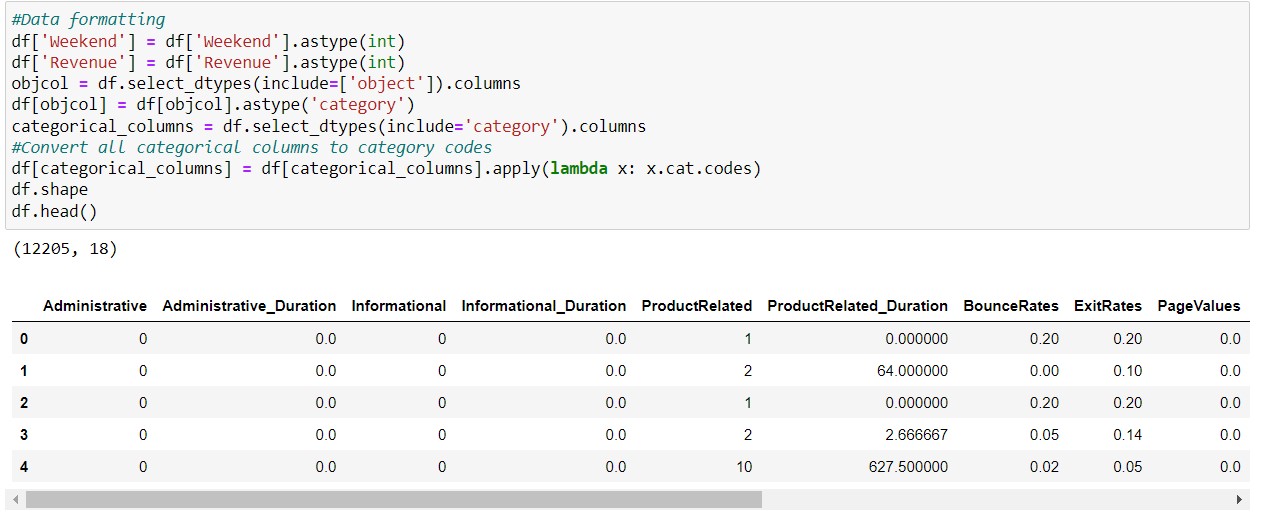 #Data formatting
df['Weekend'] = df['Weekend'].astype(int)
df['Revenue'] = df['Revenue'].astype(int)
objcol = df.select_dtypes(include=['object']).columns
df[objcol] = df[objcol].astype('category')
categorical_columns = df.select_dtypes(include='category').columns
#Convert all categorical columns to category codes
df[categorical_columns] = df[categorical_columns].apply(lambda x: x.cat.codes)
df.shape
df.head()
(12205, 18)
Administrative Administrative_Duration Informational Informational_Duration ProductRelated ProductRelated_Duration BounceRates ExitRates PageValues
0 0 0.0 0 0.0 1 0.000000 0.20 0.20 0.0
1 0 0.0 0 0.0 2 64.000000 0.00 0.10 0.0
2 0 0.0 0 0.0 1 0.000000 0.20 0.20 0.0
3 0 0.0 0 0.0 2 2.666667 0.05 0.14 0.0
4 0 0.0 0 0.0 10 627.500000 0.02 0.05 0.0